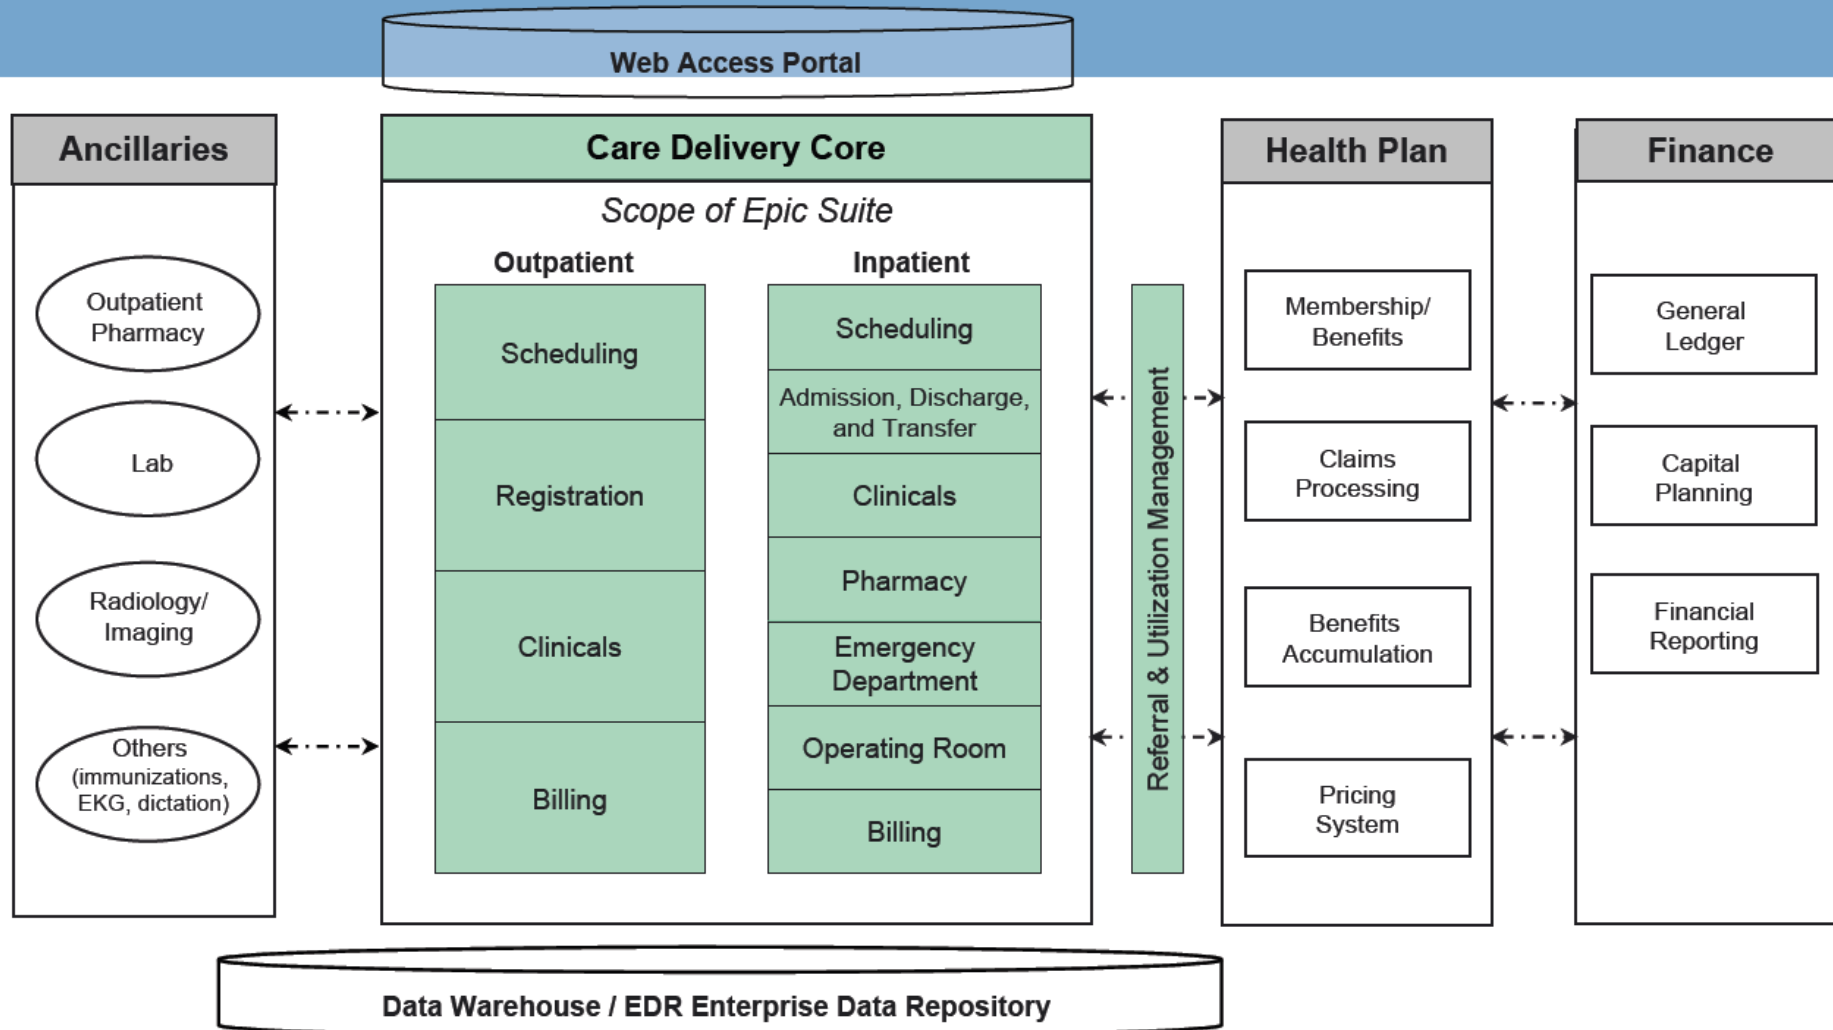 Web Access Portal
Ancillaries
Outpatient
Pharmacy
Lab
Radiology/
Imaging
Others
(immunizations,
EKG, dictation)
Care Delivery Core
Scope of Epic Suite
Outpatient
Scheduling
Registration
Clinicals
Billing
Inpatient
Scheduling
Admission, Discharge,
and Transfer
Clinicals
Pharmacy
Emergency
Department
Operating Room
Billing
Referral & Utilization Management
Health Plan
Membership/
Benefits
Claims
Processing
Benefits
Accumulation
Pricing
System
Finance
General
Ledger
Capital
Planning
Financial
Reporting
Data Warehouse / EDR Enterprise Data Repository